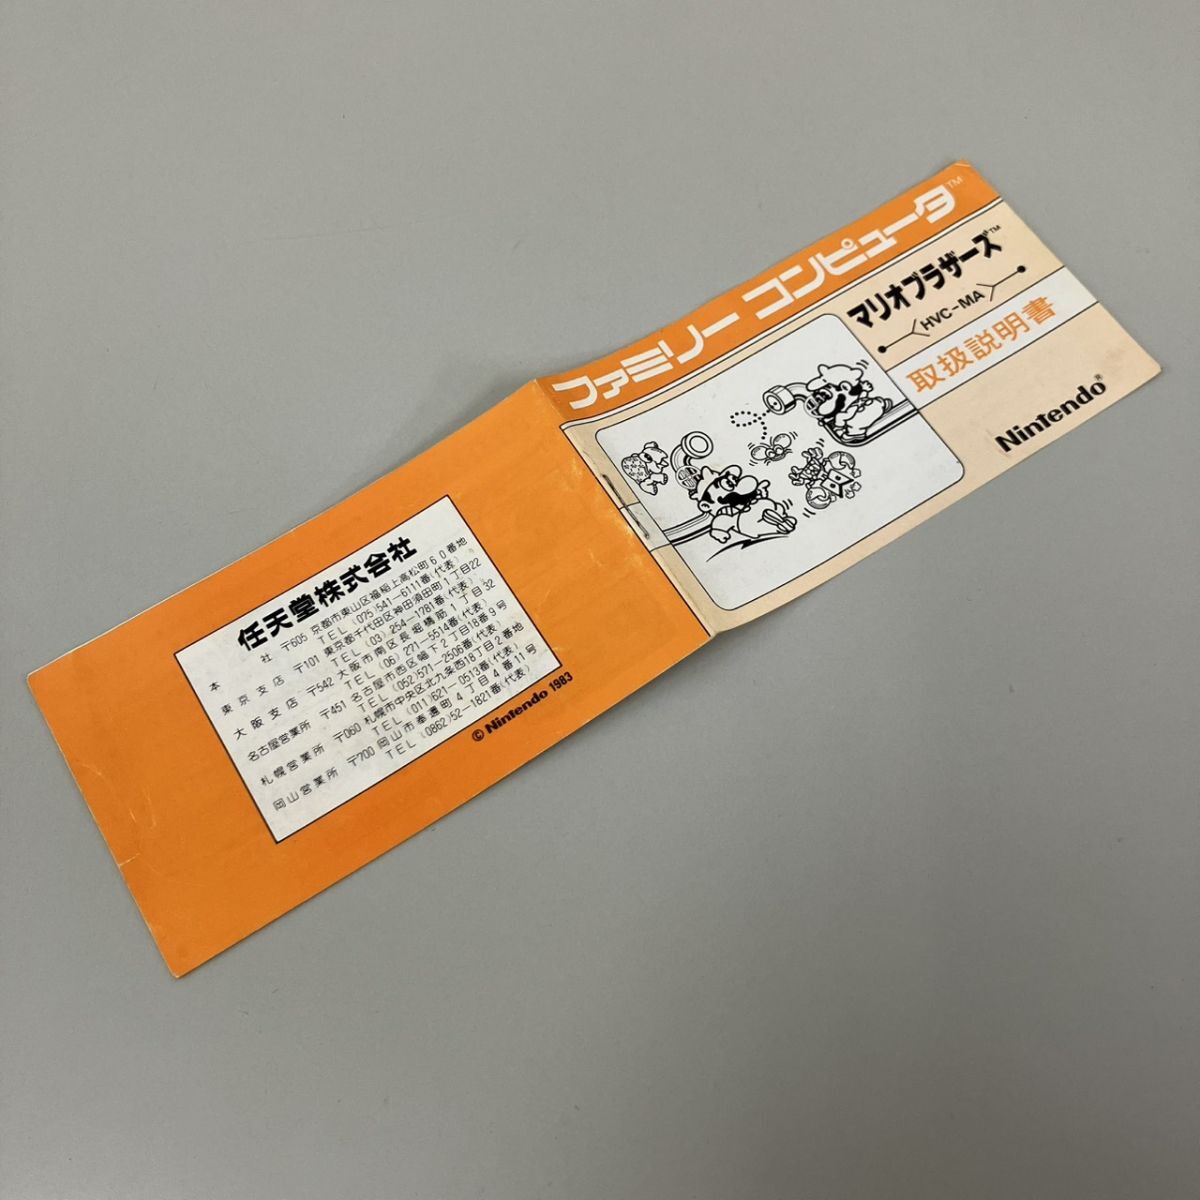 ファミリー コンピュータ™
マリオブラザーズ™
HVC-MA
取扱説明書
Nintendo®
任天堂株式会社
本社 〒605 京都市東山区福稲上高松町60番地
TEL (075)541-6111番(代表)
東京支店 〒101 東京都千代田区神田須田町1丁目22
TEL (03)254-1781番(代表)
大阪支店 〒542 大阪市南区長堀橋筋1丁目32
TEL (06)271-5514番(代表)
名古屋営業所 〒451 名古屋市西区幅下2丁目18番9号
TEL (052)571-2506番(代表)
札幌営業所 〒060 札幌市中央区北九条西18丁目2番地
TEL (011)621-0513番(代表)
岡山営業所 〒700 岡山市奉還町4丁目4番11号
TEL (0862)52-1821番(代表)
© Nintendo 1983